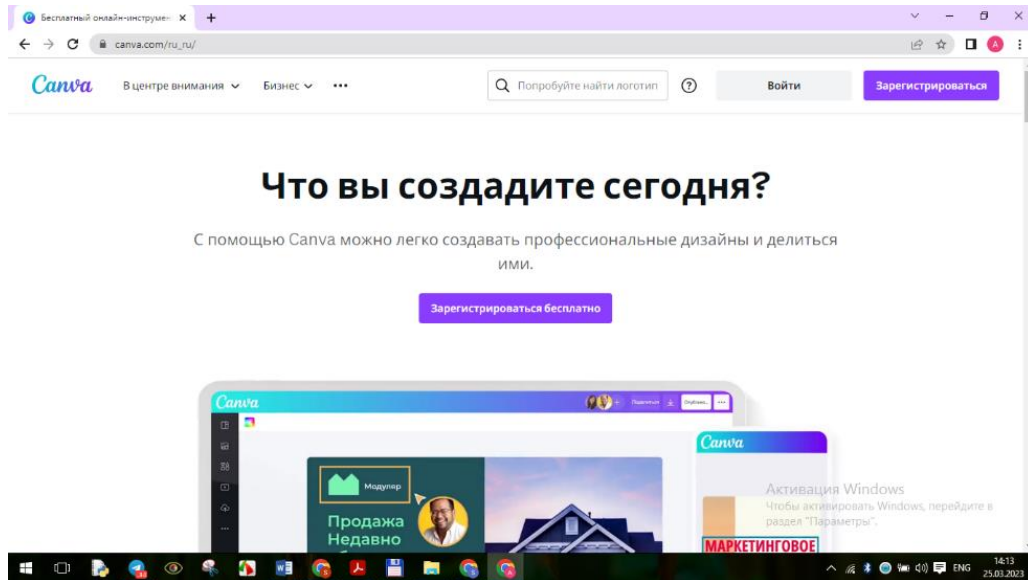 Бесплатный онлайн-инструмен
canva.com/ru_ru/
Canva
В центре внимания
Бизнес
Попробуйте найти логотип
Войти
Зарегистрироваться
Что вы создадите сегодня?
С помощью Canva можно легко создавать профессиональные дизайны и делиться
ими.
Зарегистрироваться бесплатно
Canva
Поделиться
Canva
Модулер
Продажа
Недавно
Активация Windows
Чтобы активировать Windows, перейдите в
раздел "Параметры".
МАРКЕТИНГОВОЕ
ENG
14:13
25.03.2023